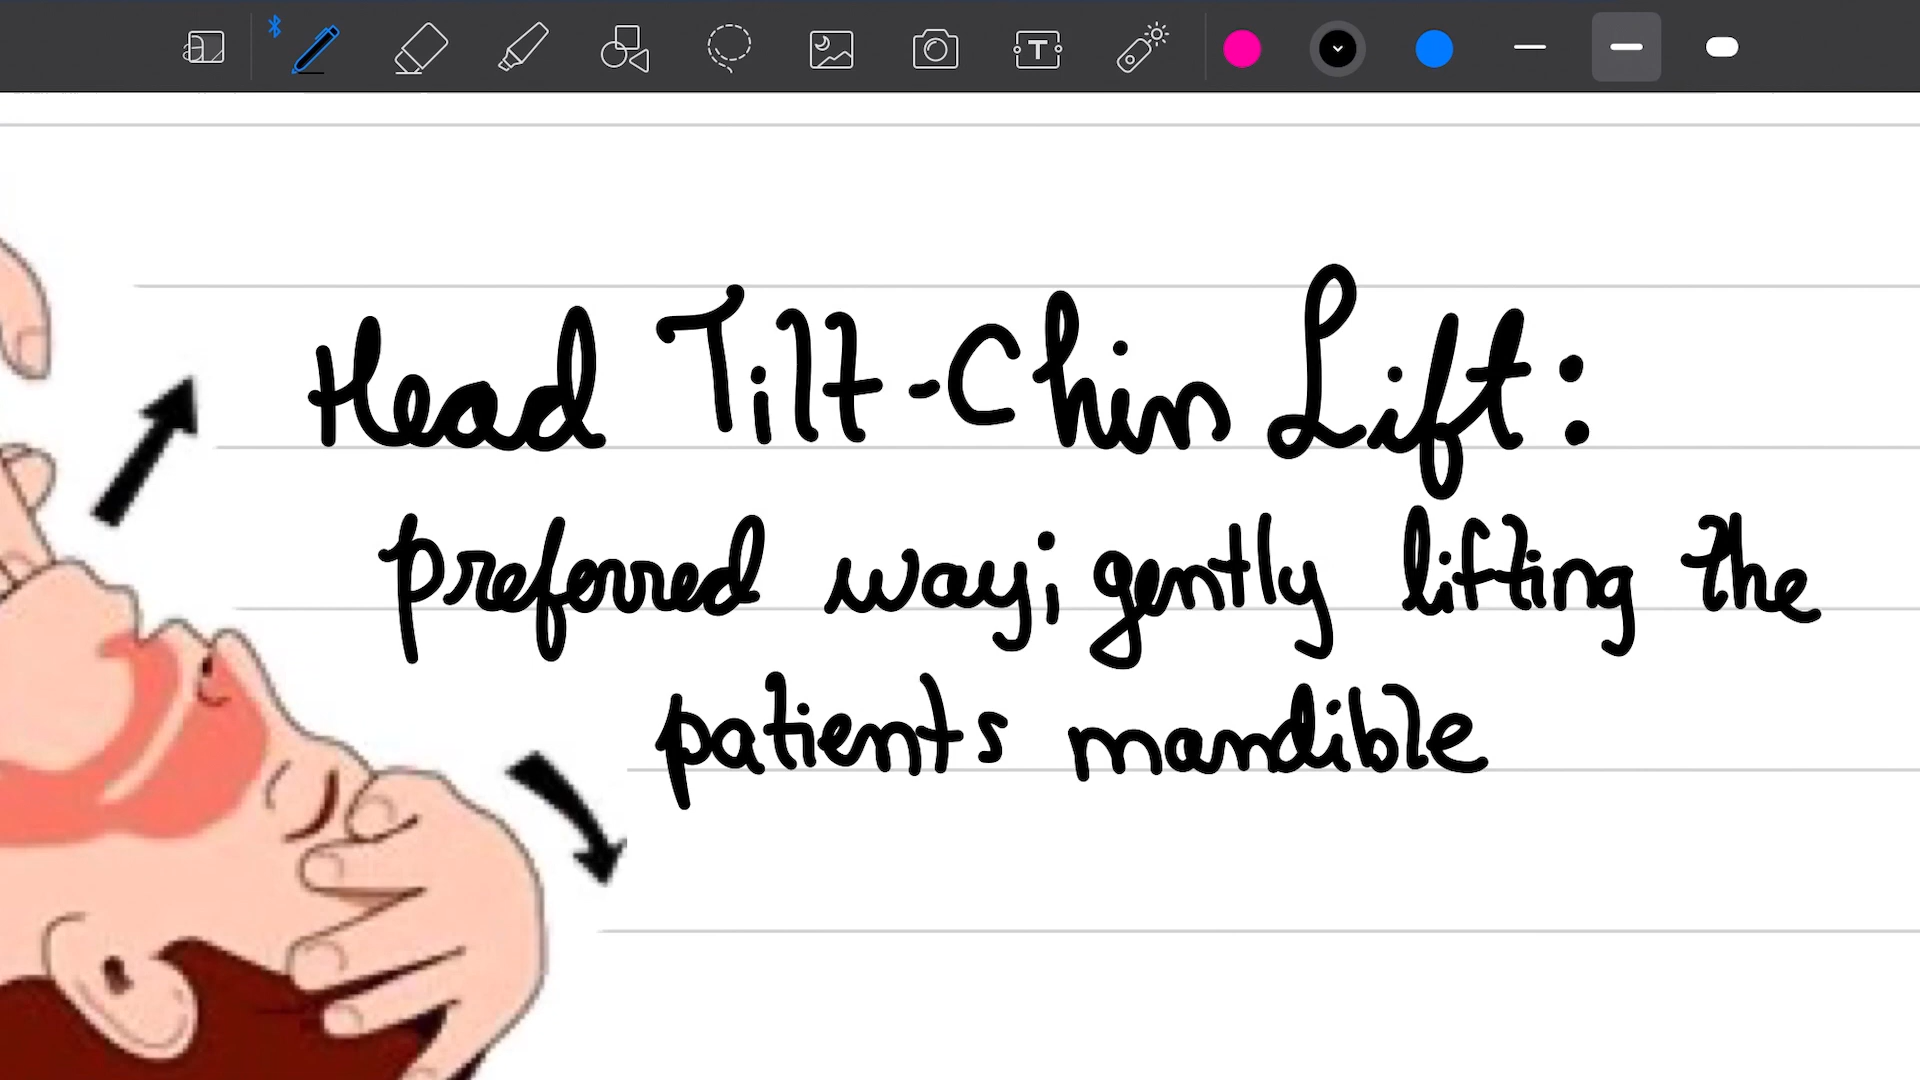 Head Tilt-Chin Lift:
preferred way; gently lifting the
patients mandible